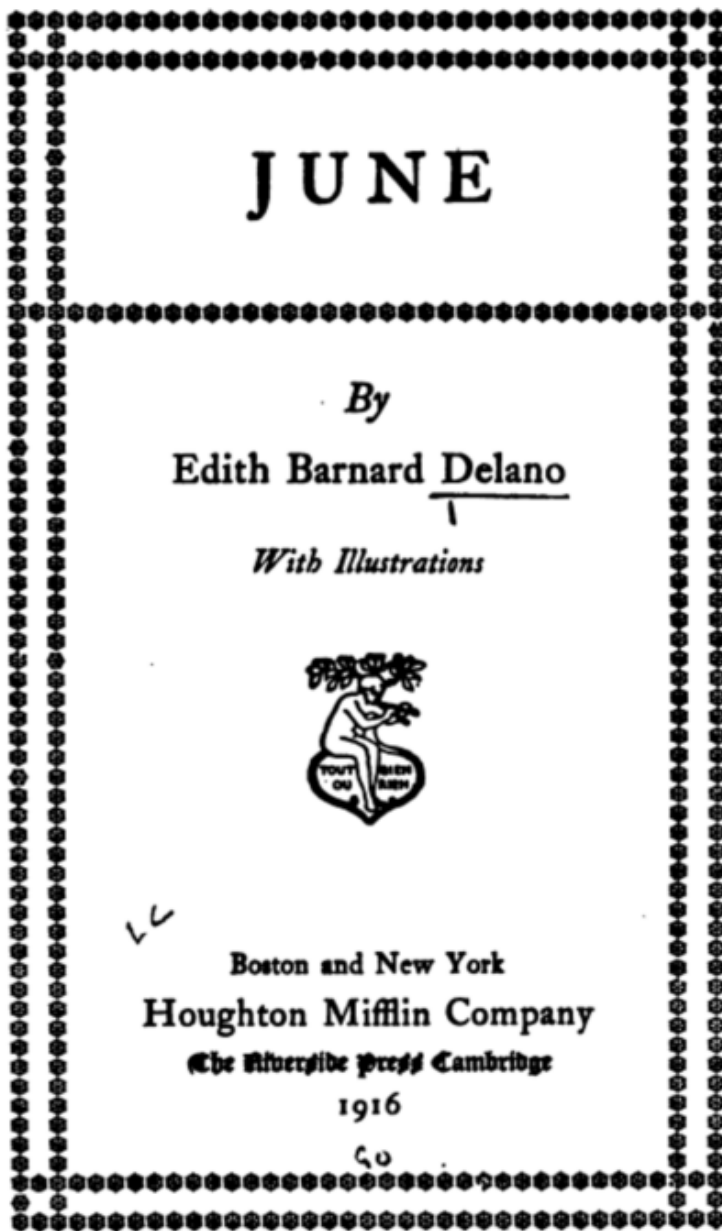 JUNE
By
Edith Barnard Delano
With Illustrations
TOUT BIEN
OU RIEN
Boston and New York
Houghton Mifflin Company
The Riverside Press Cambridge
1916